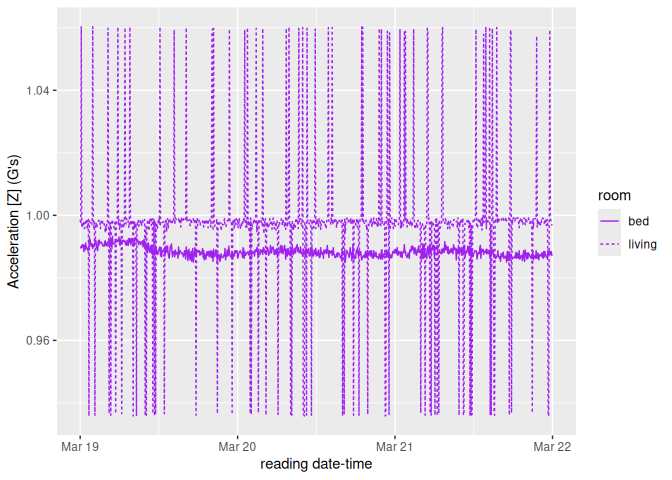 1.04
1.00
0.96
Acceleration [Z] (G's)
Mar 19
Mar 20
Mar 21
Mar 22
reading date-time
room
bed
living